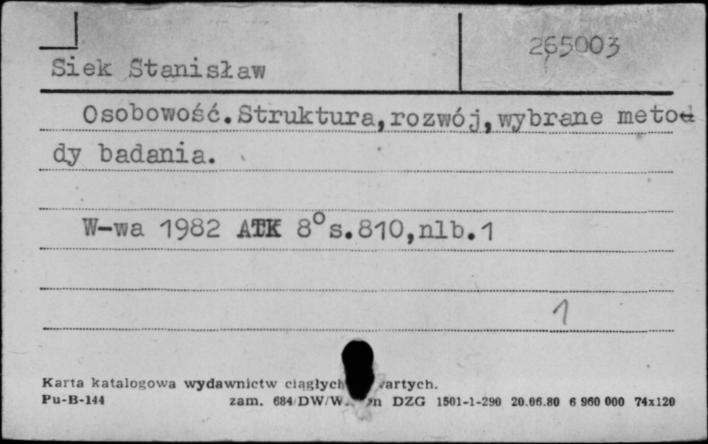 265003
Siek Stanisław
Osobowość.Struktura,rozwój,wybrane meto-
dy badania.
W-wa 1982 ATK 8° s.810,nlb.1
1
Karta katalogowa wydawnictw ciągłych
Pu-B-144 zam. 684/DW/W. DZG 1501-1-290 20.06.80 6 960 000 74x120